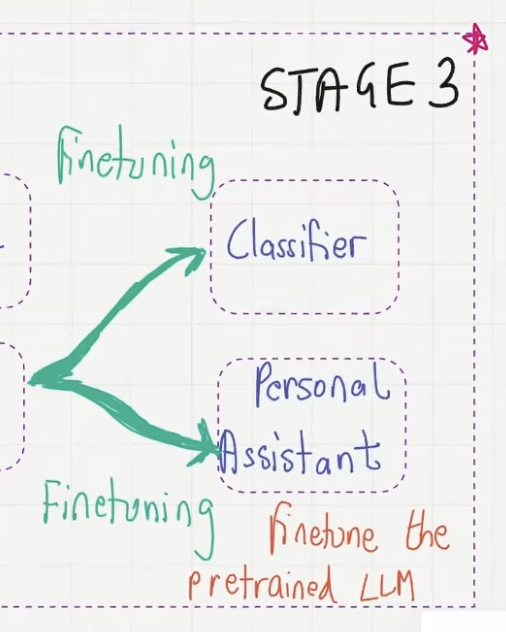 STAGE 3
Finetuning
Classifier
Personal
Assistant
Finetuning
finetune the
pretrained LLM